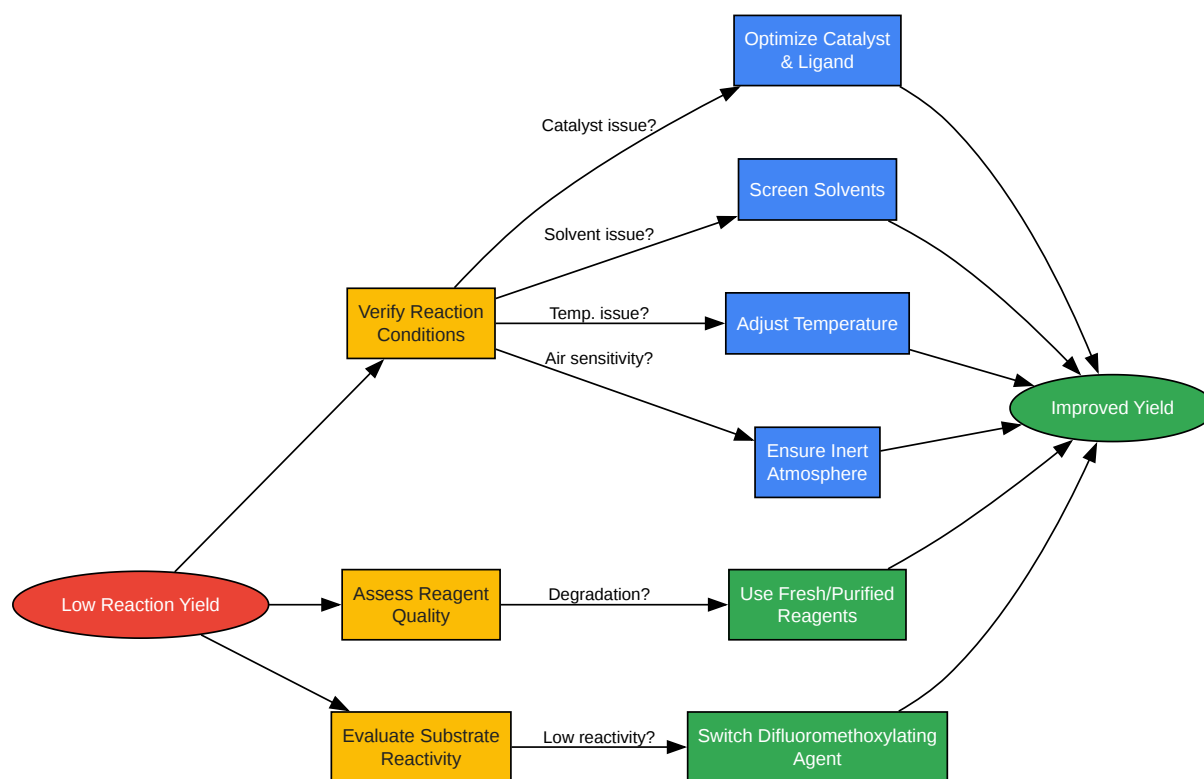 Optimize Catalyst
& Ligand
Catalyst issue?
Screen Solvents
Solvent issue?
Verify Reaction
Conditions
Temp. issue?
Adjust Temperature
Air sensitivity?
Improved Yield
Ensure Inert
Atmosphere
Low Reaction Yield
Assess Reagent
Quality
Degradation?
Use Fresh/Purified
Reagents
Evaluate Substrate
Reactivity
Low reactivity?
Switch Difluoromethoxylating
Agent